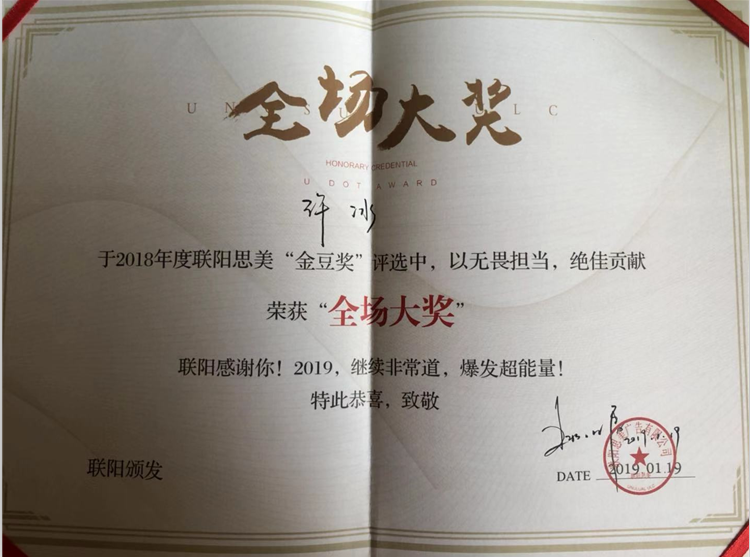 全场大奖
HONORARY CREDENTIAL
U DOT AWARD
许冰
于2018年度联阳思美“金豆奖”评选中，以无畏担当，绝佳贡献
荣获“全场大奖”
联阳感谢你！2019，继续非常道，爆发超能量！
特此恭喜，致敬
2019.1.19
联阳颁发
DATE 2019.01.19